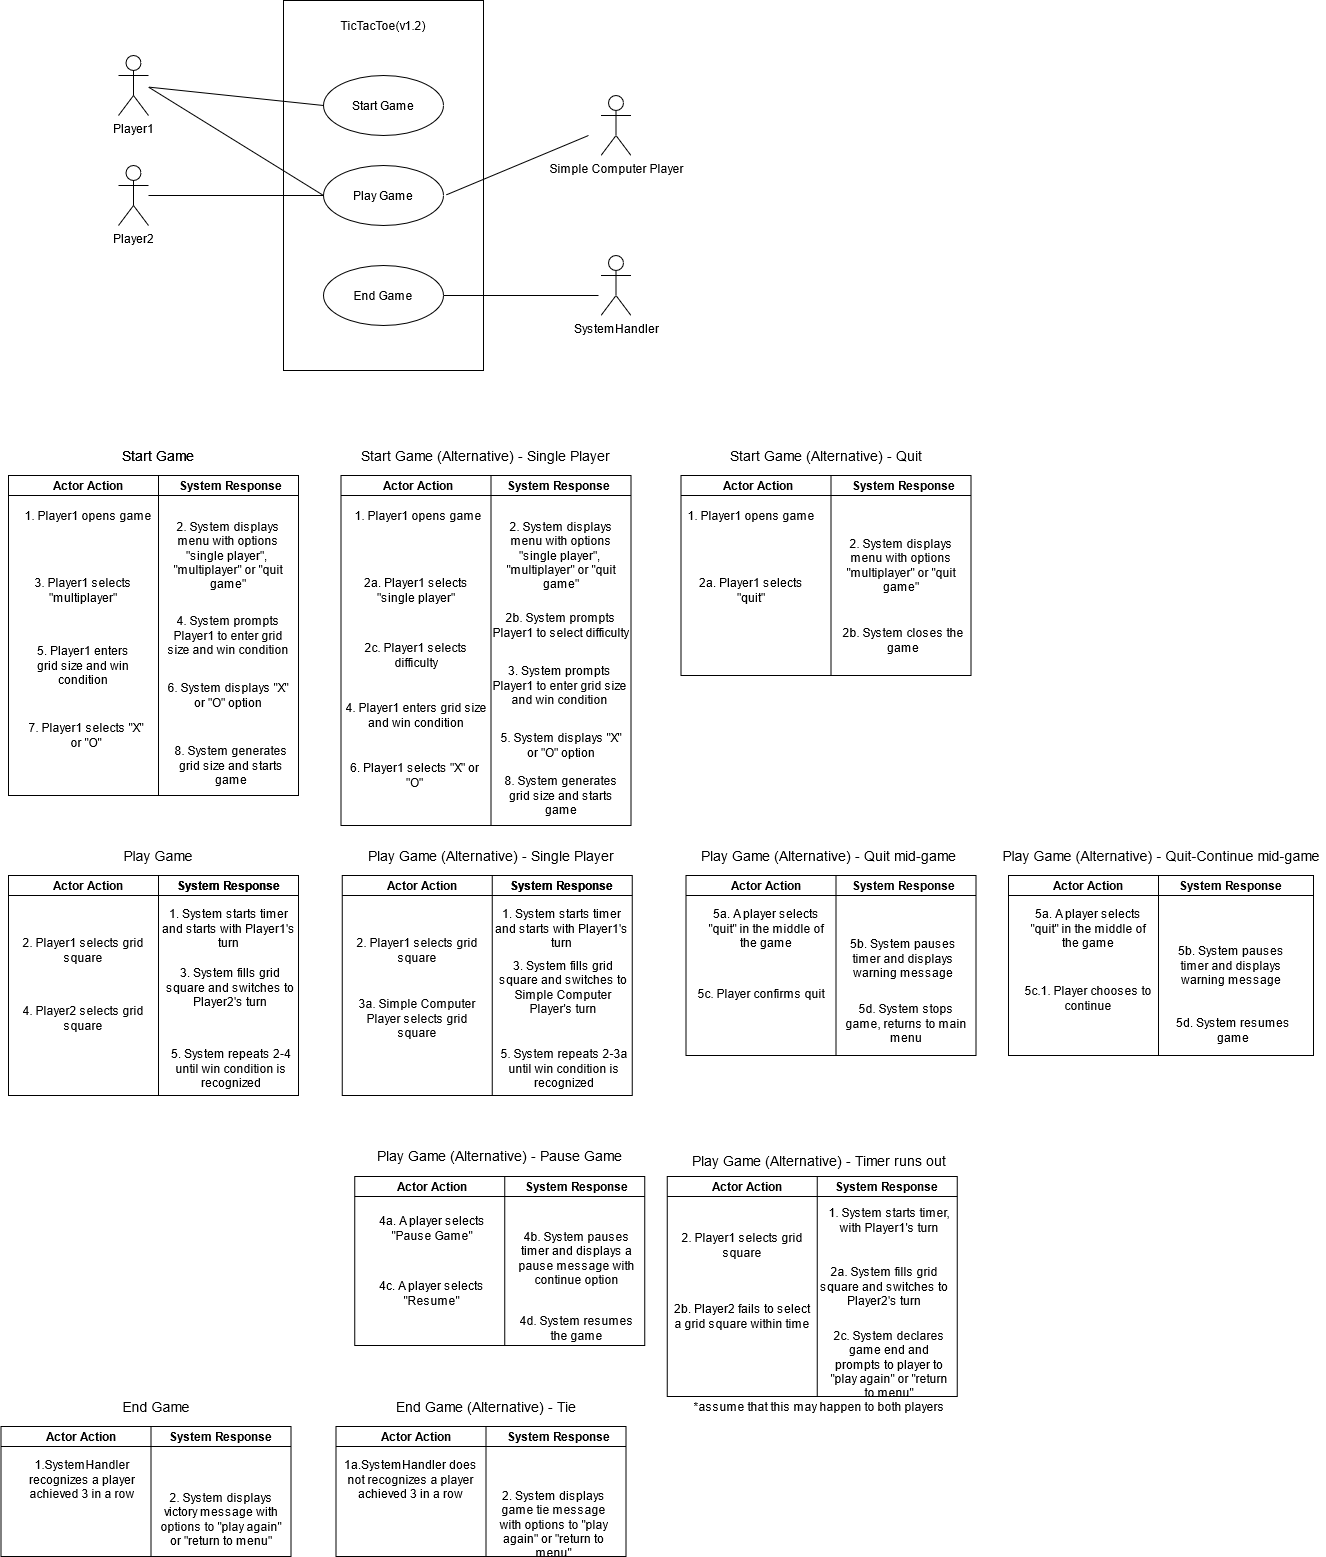 TicTacToe(v1.2)
Start Game
Player1
Simple Computer Player
Play Game
Player2
End Game
SystemHandler
Start Game
Actor Action
System Response
1. Player1 opens game
2. System displays
menu with options
"single player",
"multiplayer" or "quit
game"
3. Player1 selects
"multiplayer"
4. System prompts
Player1 to enter grid
size and win condition
5. Player1 enters
grid size and win
condition
6. System displays "X"
or "O" option
7. Player1 selects "X"
or "O"
8. System generates
grid size and starts
game
Start Game (Alternative) - Single Player
Actor Action
System Response
1. Player1 opens game
2. System displays
menu with options
"single player",
"multiplayer" or "quit
game"
2a. Player1 selects
"single player"
2b. System prompts
Player1 to select difficulty
2c. Player1 selects
difficulty
3. System prompts
Player1 to enter grid size
and win condition
4. Player1 enters grid size
and win condition
5. System displays "X"
or "O" option
6. Player1 selects "X" or
"O"
8. System generates
grid size and starts
game
Start Game (Alternative) - Quit
Actor Action
System Response
1. Player1 opens game
2. System displays
menu with options
"multiplayer" or "quit
game"
2a. Player1 selects
"quit"
2b. System closes the
game
Play Game
Actor Action
System Response
1. System starts timer
and starts with Player1's
turn
2. Player1 selects grid
square
3. System fills grid
square and switches to
Player2's turn
4. Player2 selects grid
square
5. System repeats 2-4
until win condition is
recognized
Play Game (Alternative) - Single Player
Actor Action
System Response
1. System starts timer
and starts with Player1's
turn
2. Player1 selects grid
square
3. System fills grid
square and switches to
Simple Computer
Player's turn
3a. Simple Computer
Player selects grid
square
5. System repeats 2-3a
until win condition is
recognized
Play Game (Alternative) - Quit mid-game
Actor Action
System Response
5a. A player selects
"quit" in the middle of
the game
5b. System pauses
timer and displays
warning message
5c. Player confirms quit
5d. System stops
game, returns to main
menu
Play Game (Alternative) - Quit-Continue mid-game
Actor Action
System Response
5a. A player selects
"quit" in the middle of
the game
5b. System pauses
timer and displays
warning message
5c.1. Player chooses to
continue
5d. System resumes
game
Play Game (Alternative) - Pause Game
Actor Action
System Response
4a. A player selects
"Pause Game"
4b. System pauses
timer and displays a
pause message with
continue option
4c. A player selects
"Resume"
4d. System resumes
the game
Play Game (Alternative) - Timer runs out
Actor Action
System Response
1. System starts timer,
with Player1's turn
2. Player1 selects grid
square
2a. System fills grid
square and switches to
Player2's turn
2b. Player2 fails to select
a grid square within time
2c. System declares
game end and
prompts to player to
"play again" or "return
to menu"
*assume that this may happen to both players
End Game
Actor Action
System Response
1.SystemHandler
recognizes a player
achieved 3 in a row
2. System displays
victory message with
options to "play again"
or "return to menu"
End Game (Alternative) - Tie
Actor Action
System Response
1a.SystemHandler does
not recognizes a player
achieved 3 in a row
2. System displays
game tie message
with options to "play
again" or "return to
menu"